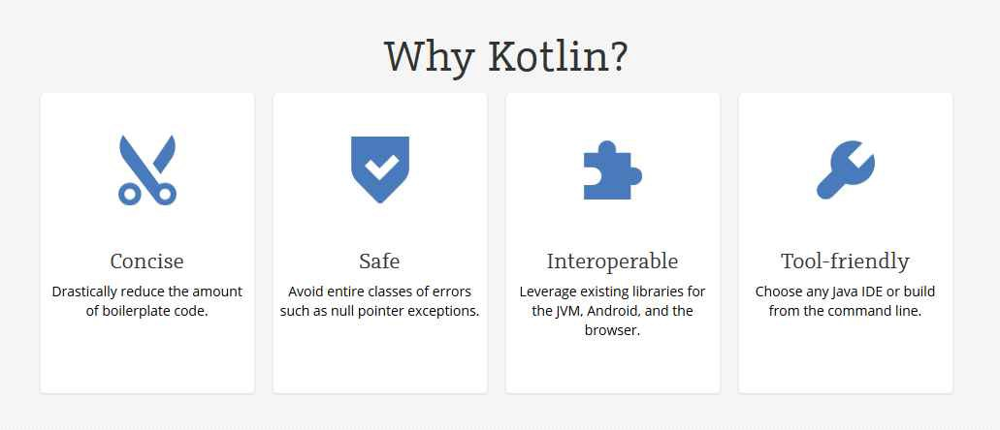 Why Kotlin?
Concise
Drastically reduce the amount
of boilerplate code.
Safe
Avoid entire classes of errors
such as null pointer exceptions.
Interoperable
Leverage existing libraries for
the JVM, Android, and the
browser.
Tool-friendly
Choose any Java IDE or build
from the command line.